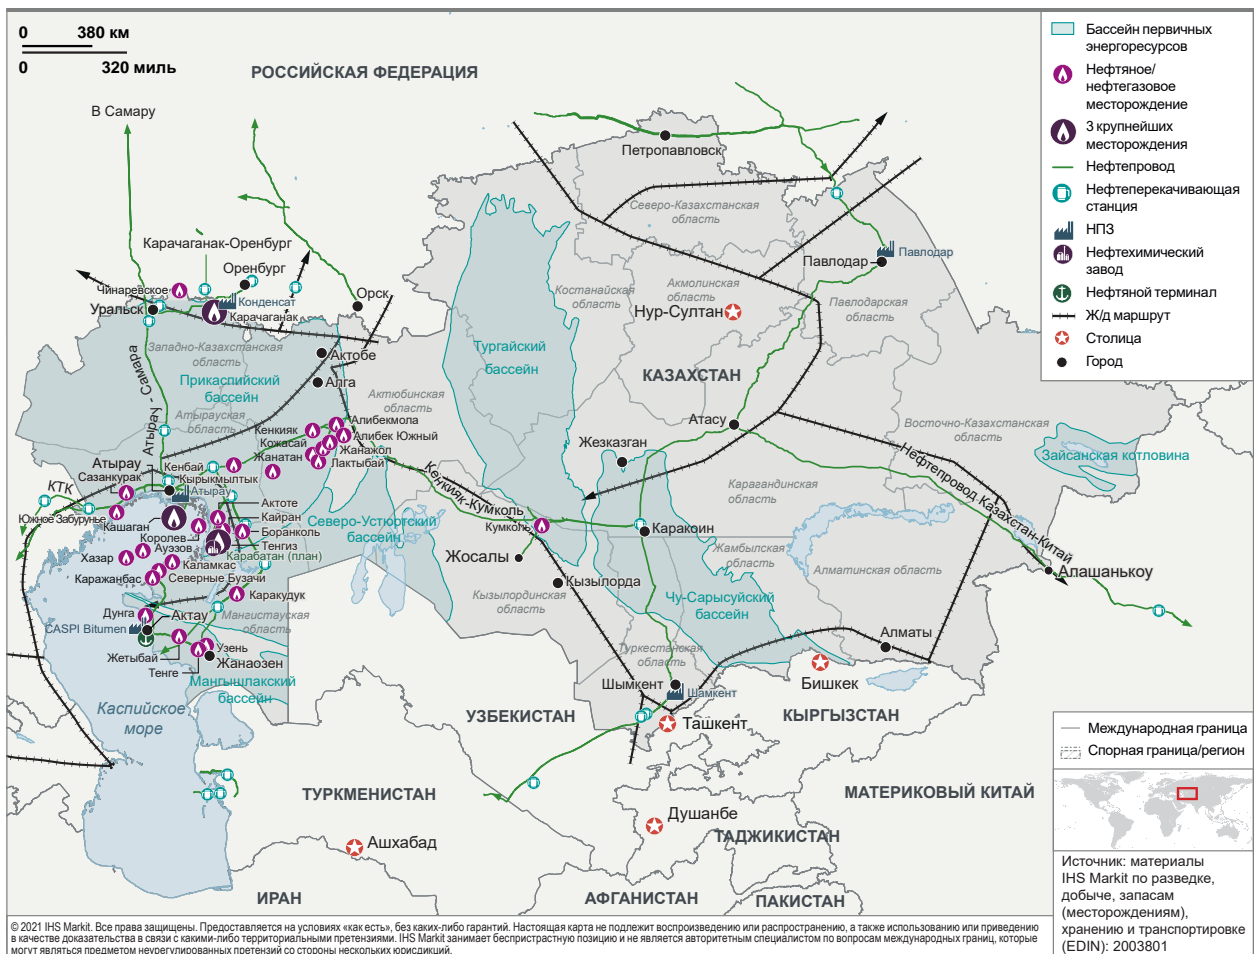 0 380 км
0 320 миль
РОССИЙСКАЯ ФЕДЕРАЦИЯ
В Самару
Петропавловск
Северо-Казахстанская
область
Карачаганак-Оренбург
Оренбург
Чинаревское
Конденсат
Уральск
Карачаганак
Орск
Костанайская
область
Акмолинская
область
Нур-Султан
Павлодар
Павлодар
Павлодарская
область
Западно-Казахстанская
область
Актобе
Прикаспийский
бассейн
Алга
Тургайский
бассейн
КАЗАХСТАН
Актюбинская
область
Атырау - Самара
Атырауская
область
Алибекмола
Кенкияк
Алибек Южный
Кожасай
Жанажол
Жанатан
Лактыбай
Атасу
Жезказган
Восточно-Казахстанская
область
Зайсанская котловина
Атырау
Кенбай
Сазанкурак
Кырыкмылтык
Атырау
КТК
Южное Забурунье
Кашаган
Актоте
Кайран
Королев
Боранколь
Ауэзов
Тенгиз
Хазар
Карабатан (план)
Каламкас
Каражанбас
Северные Бузачи
Каракудук
Северо-Устюртский
бассейн
Кенкияк-Кумколь
Кумколь
Карагандинская
область
Нефтепровод Казахстан-Китай
Каракоин
Жосалы
Жамбылская
область
Алматинская область
Алашанькоу
Кызылорда
Кызылординская
область
Чу-Сарысуйский
бассейн
Дунга
Актау
CASPI Bitumen
Мангистауская
область
Узень
Жетыбай
Жанаозен
Тенге
Мангышлакский
бассейн
Туркестанская
область
Алматы
Шымкент
Шамкент
Бишкек
Каспийское
море
УЗБЕКИСТАН
Ташкент
КЫРГЫЗСТАН
ТУРКМЕНИСТАН
МАТЕРИКОВЫЙ КИТАЙ
Душанбе
ТАДЖИКИСТАН
Ашхабад
ИРАН
АФГАНИСТАН
ПАКИСТАН
Бассейн первичных
энергоресурсов
Нефтяное/
нефтегазовое
месторождение
3 крупнейших
месторождения
Нефтепровод
Нефтеперекачивающая
станция
НПЗ
Нефтехимический
завод
Нефтяной терминал
Ж/д маршрут
Столица
Город
Международная граница
Спорная граница/регион
Источник: материалы
IHS Markit по разведке,
добыче, запасам
(месторождениям),
хранению и транспортировке
(EDIN): 2003801
© 2021 IHS Markit. Все права защищены. Предоставляется на условиях «как есть», без каких-либо гарантий. Настоящая карта не подлежит воспроизведению или распространению, а также использованию или приведению
в качестве доказательства в связи с какими-либо территориальными претензиями. IHS Markit занимает беспристрастную позицию и не является авторитетным специалистом по вопросам международных границ, которые
могут являться предметом неурегулированных претензий со стороны нескольких юрисдикций.